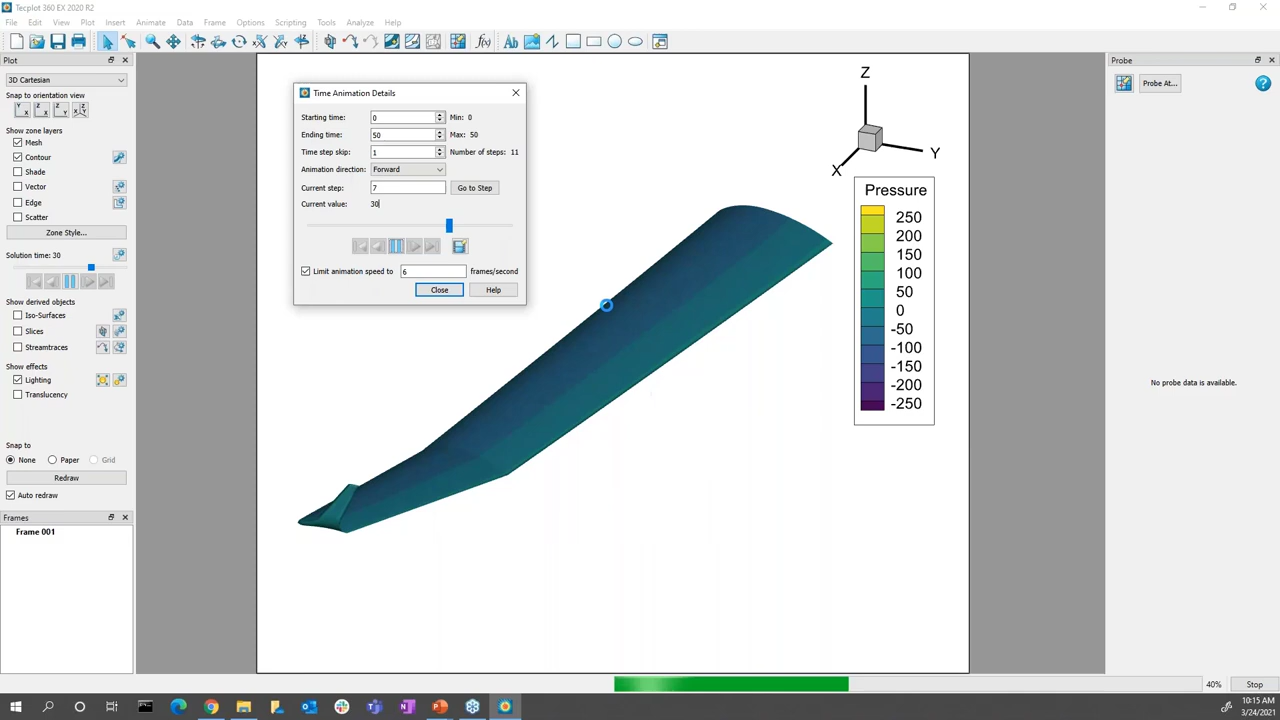 Tecplot 360 EX 2020 R2
File Edit View Plot Insert Animate Data Frame Options Scripting Tools Analyze Help
Plot
3D Cartesian
Snap to orientation view
Show zone layers
Mesh
Contour
Shade
Vector
Edge
Scatter
Zone Style...
Solution time: 30
Show derived objects
Iso-Surfaces
Slices
Streamtraces
Show effects
Lighting
Translucency
Snap to
None Paper Grid
Redraw
Auto redraw
Frames
Frame 001
Time Animation Details
Starting time: 0 Min: 0
Ending time: 50 Max: 50
Time step skip: 1 Number of steps: 11
Animation direction: Forward
Current step: 7 Go to Step
Current value: 30
Limit animation speed to 6 frames/second
Close Help
Z
Y
X
Pressure
250
200
150
100
50
0
-50
-100
-150
-200
-250
Probe
Probe At...
No probe data is available.
40% Stop
10:15 AM
3/24/2021